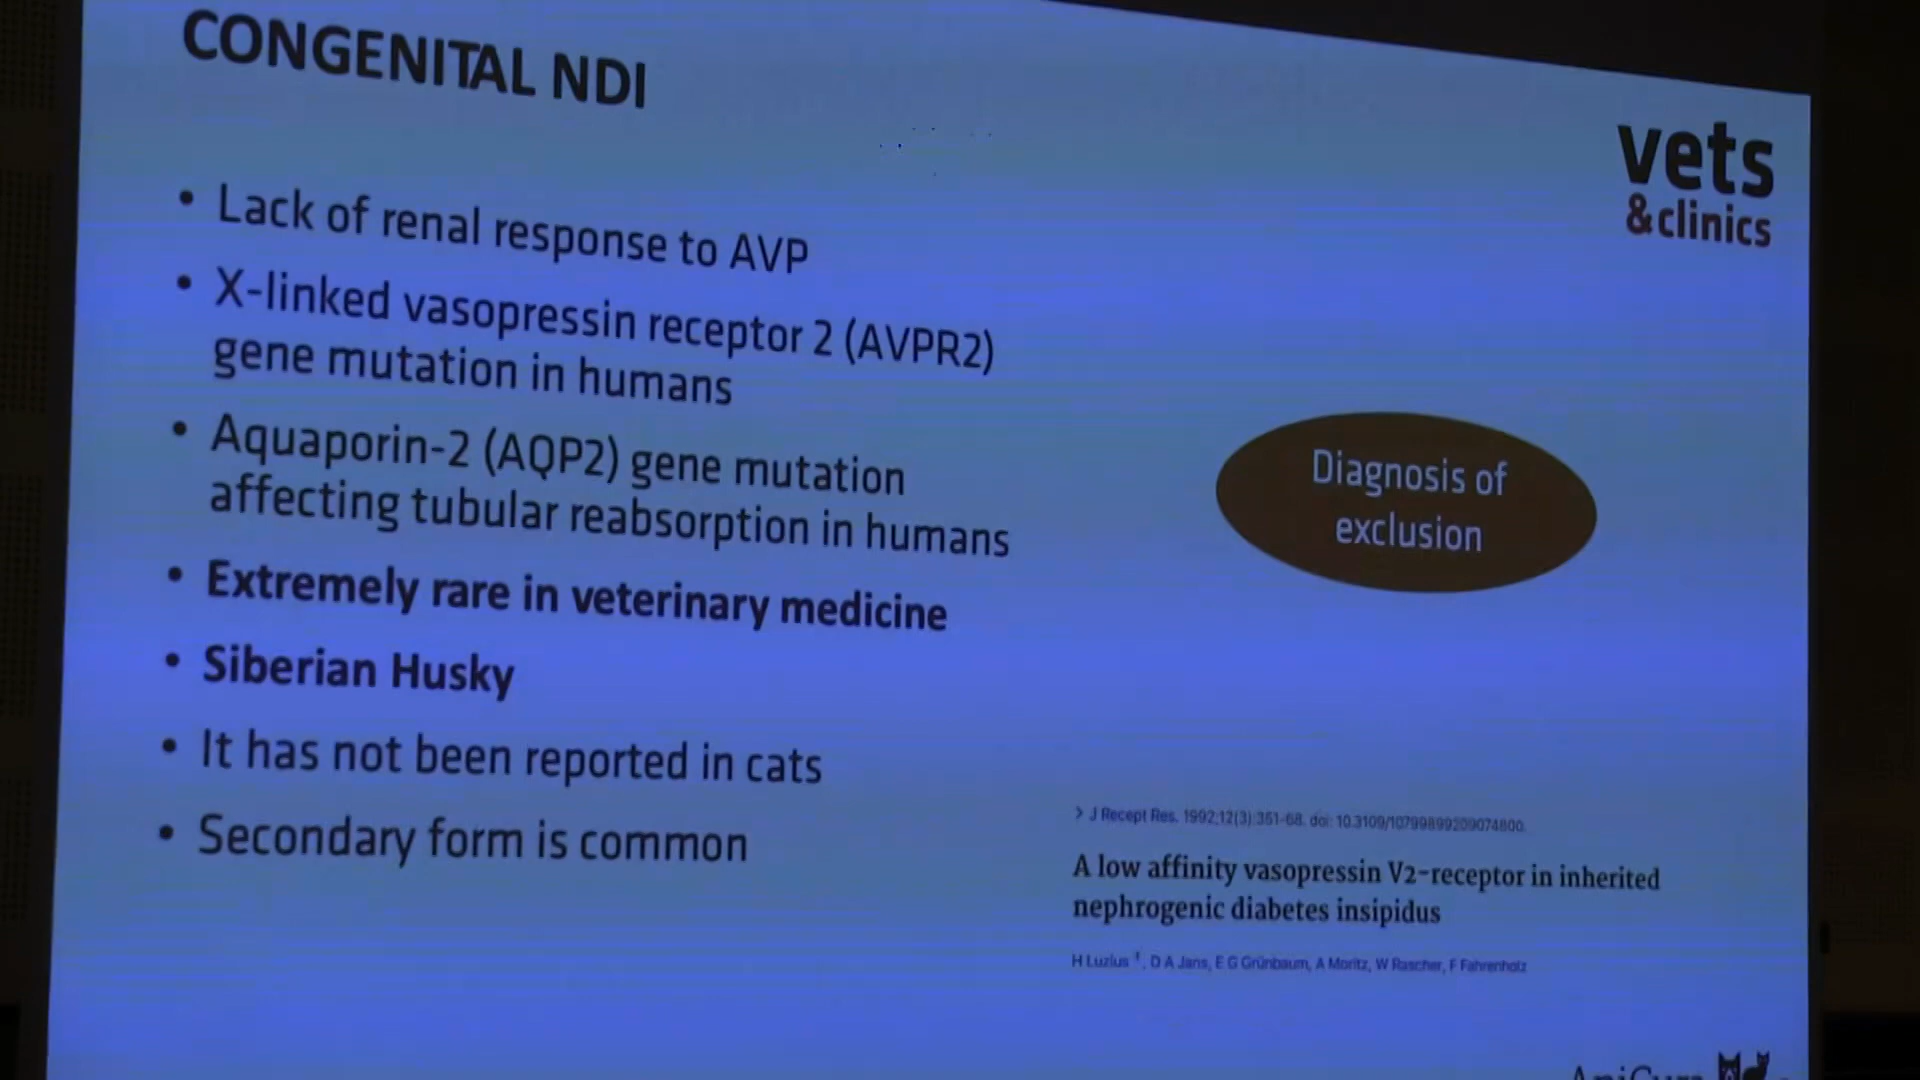 CONGENITAL NDI
vets
&clinics
• Lack of renal response to AVP
• X-linked vasopressin receptor 2 (AVPR2)
gene mutation in humans
• Aquaporin-2 (AQP2) gene mutation
affecting tubular reabsorption in humans
• Extremely rare in veterinary medicine
• Siberian Husky
• It has not been reported in cats
• Secondary form is common
Diagnosis of
exclusion
> J Recept Res. 1992;12(3):351-68. doi: 10.3109/10799899209074800.
A low affinity vasopressin V2-receptor in inherited
nephrogenic diabetes insipidus
H Luzius 1, D A Jans, E G Grünbaum, A Moritz, W Rascher, F Fahrenholz
AniCura